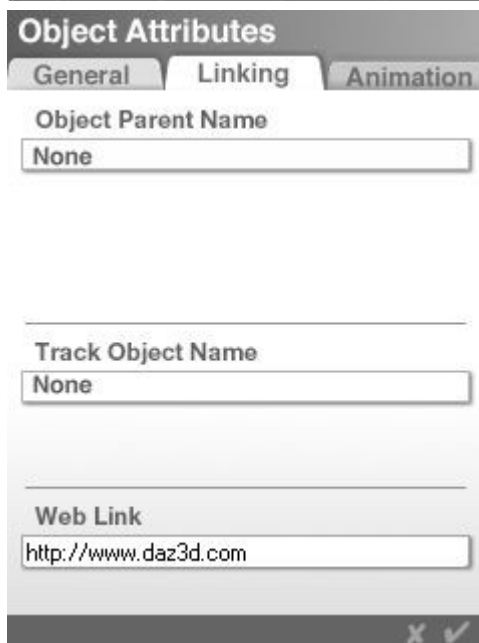 Object Attributes
General Linking Animation
Object Parent Name
None
Track Object Name
None
Web Link
http://www.daz3d.com